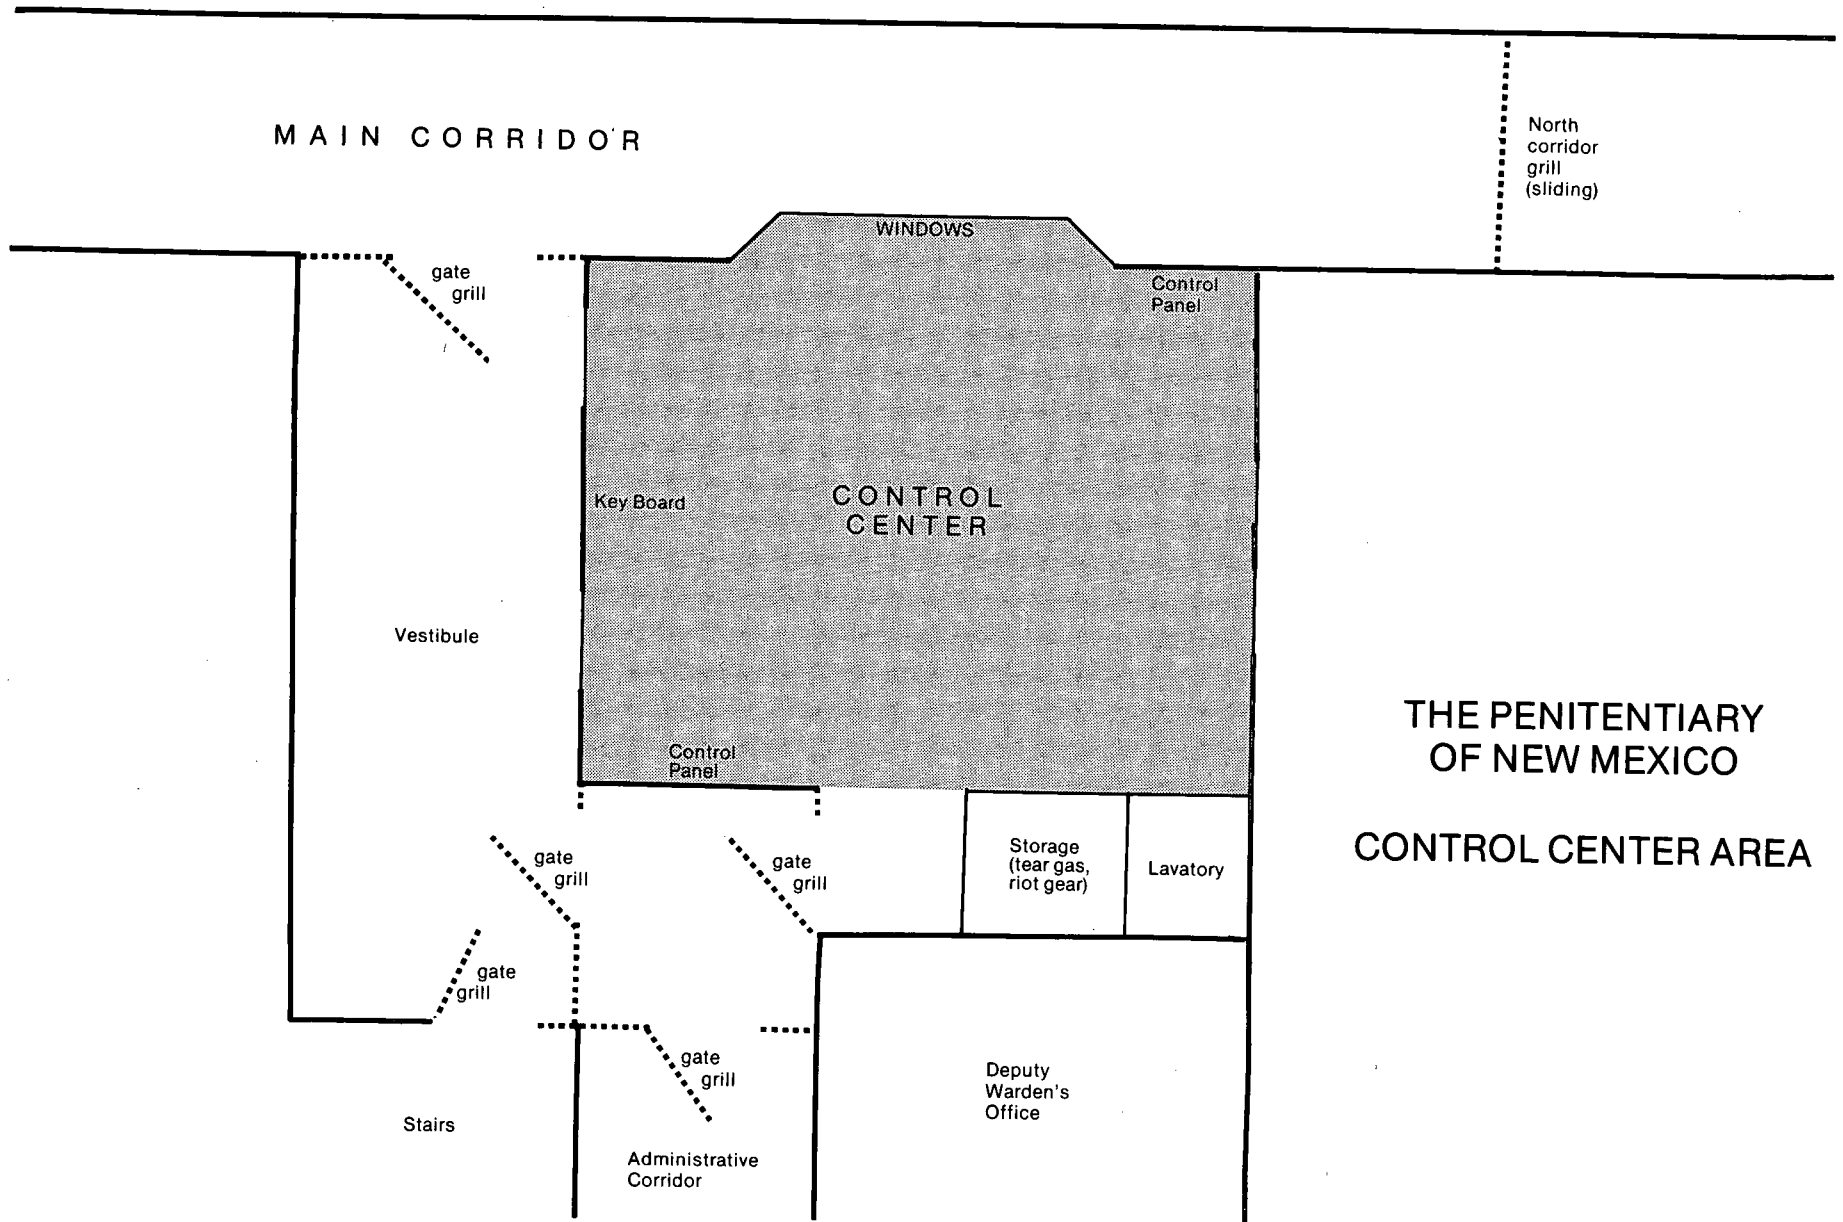 MAIN CORRIDOR
North
corridor
grill
(sliding)
WINDOWS
gate
grill
Control
Panel
Key Board
CONTROL
CENTER
Vestibule
Control
Panel
gate
grill
gate
grill
Storage
(tear gas,
riot gear)
Lavatory
gate
grill
gate
grill
Stairs
Administrative
Corridor
Deputy
Warden's
Office
THE PENITENTIARY
OF NEW MEXICO
CONTROL CENTER AREA